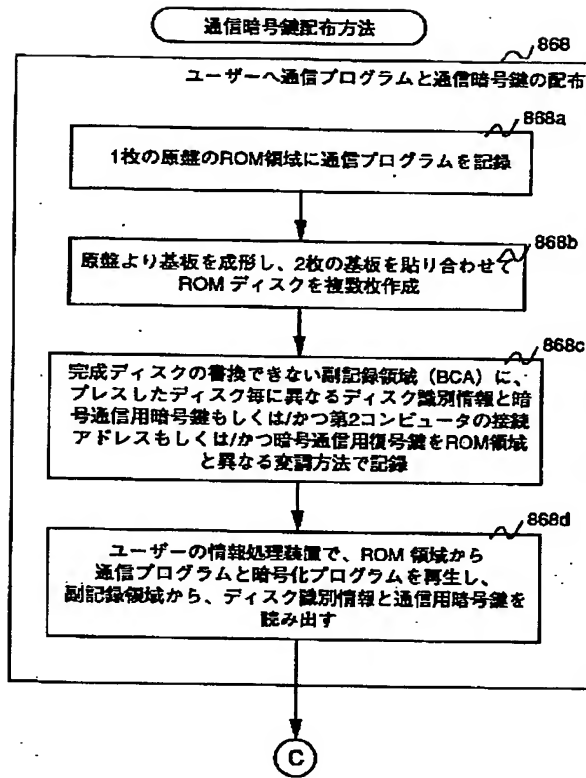 通信暗号鍵配布方法
868
ユーザーへ通信プログラムと通信暗号鍵の配布
868a
1枚の原盤のROM領域に通信プログラムを記録
868b
原盤より基板を成形し、2枚の基板を貼り合わせて
ROM ディスクを複数枚作成
868c
完成ディスクの書換できない副記録領域（BCA）に、
プレスしたディスク毎に異なるディスク識別情報と暗
号通信用暗号鍵もしくは/かつ第2コンピュータの接続
アドレスもしくは/かつ暗号通信用復号鍵をROM領域
と異なる変調方法で記録
868d
ユーザーの情報処理装置で、ROM 領域から
通信プログラムと暗号化プログラムを再生し、
副記録領域から、ディスク識別情報と通信用暗号鍵を
読み出す
C